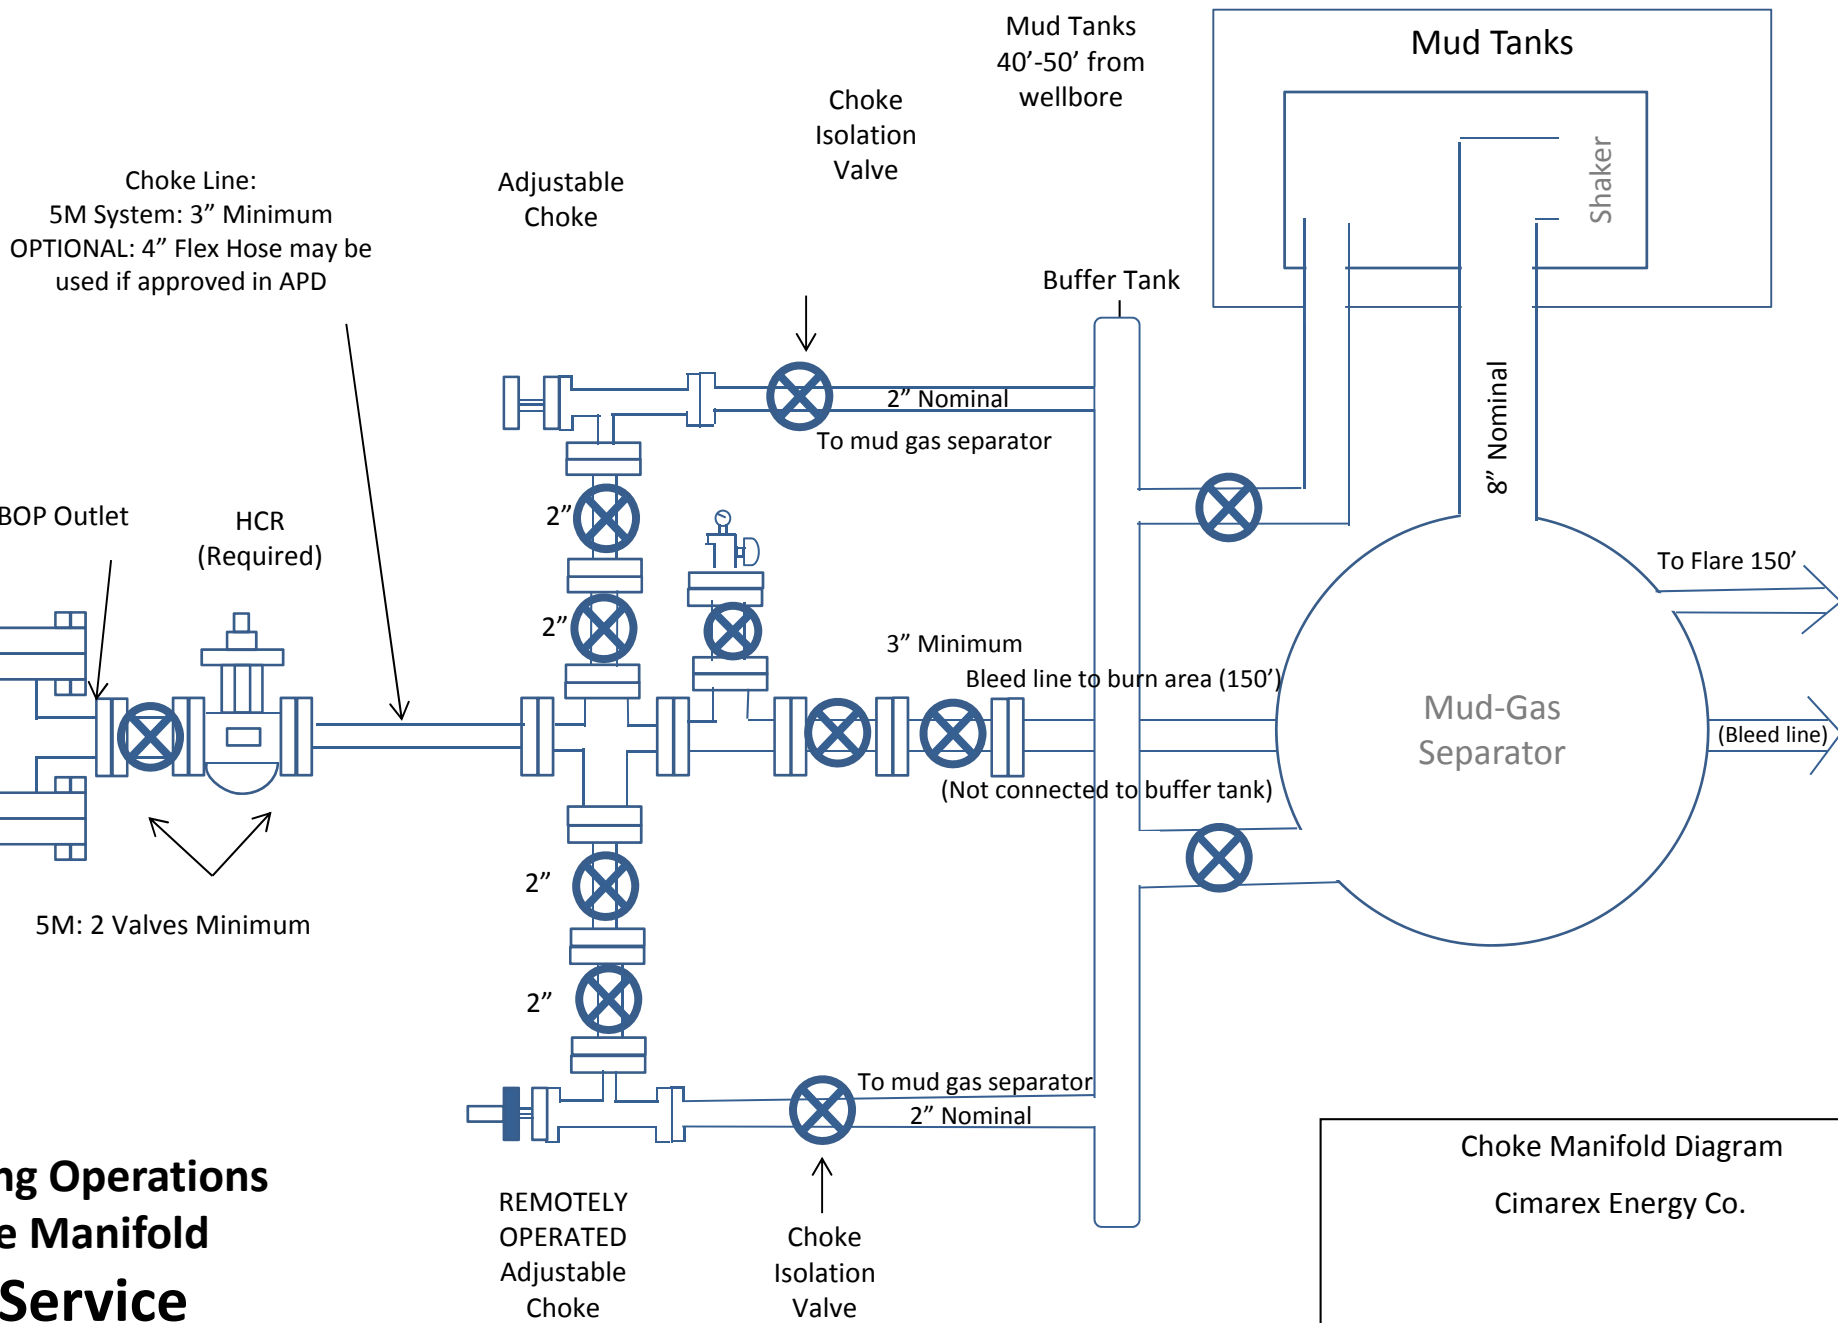 Mud Tanks
40’-50’ from
wellbore
Mud Tanks
Shaker
Choke
Isolation
Valve
Adjustable
Choke
Choke Line:
5M System: 3” Minimum
OPTIONAL: 4” Flex Hose may be
used if approved in APD
Buffer Tank
2” Nominal
To mud gas separator
8” Nominal
BOP Outlet
HCR
(Required)
2”
2”
To Flare 150’
3” Minimum
Bleed line to burn area (150’)
Mud-Gas
Separator
(Bleed line)
(Not connected to buffer tank)
5M: 2 Valves Minimum
2”
2”
To mud gas separator
2” Nominal
REMOTELY
OPERATED
Adjustable
Choke
Choke
Isolation
Valve
ng Operations
e Manifold
Service
Choke Manifold Diagram
Cimarex Energy Co.